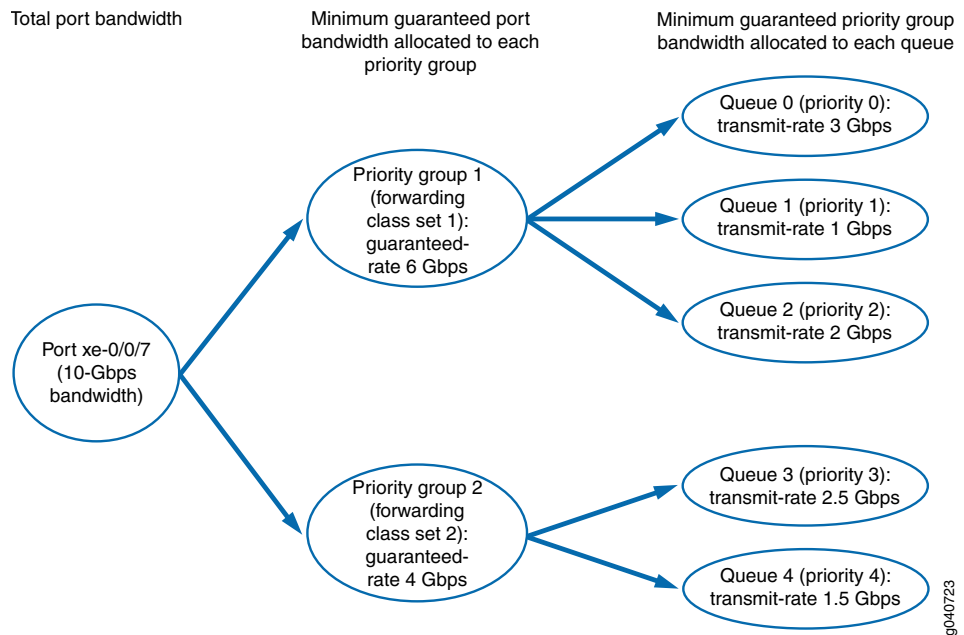 Total port bandwidth
Minimum guaranteed port
bandwidth allocated to each
priority group
Minimum guaranteed priority group
bandwidth allocated to each queue
Port xe-0/0/7
(10-Gbps
bandwidth)
Priority group 1
(forwarding
class set 1):
guaranteed-
rate 6 Gbps
Queue 0 (priority 0):
transmit-rate 3 Gbps
Queue 1 (priority 1):
transmit-rate 1 Gbps
Queue 2 (priority 2):
transmit-rate 2 Gbps
Priority group 2
(forwarding
class set 2):
guaranteed-
rate 4 Gbps
Queue 3 (priority 3):
transmit-rate 2.5 Gbps
Queue 4 (priority 4):
transmit-rate 1.5 Gbps
g040723